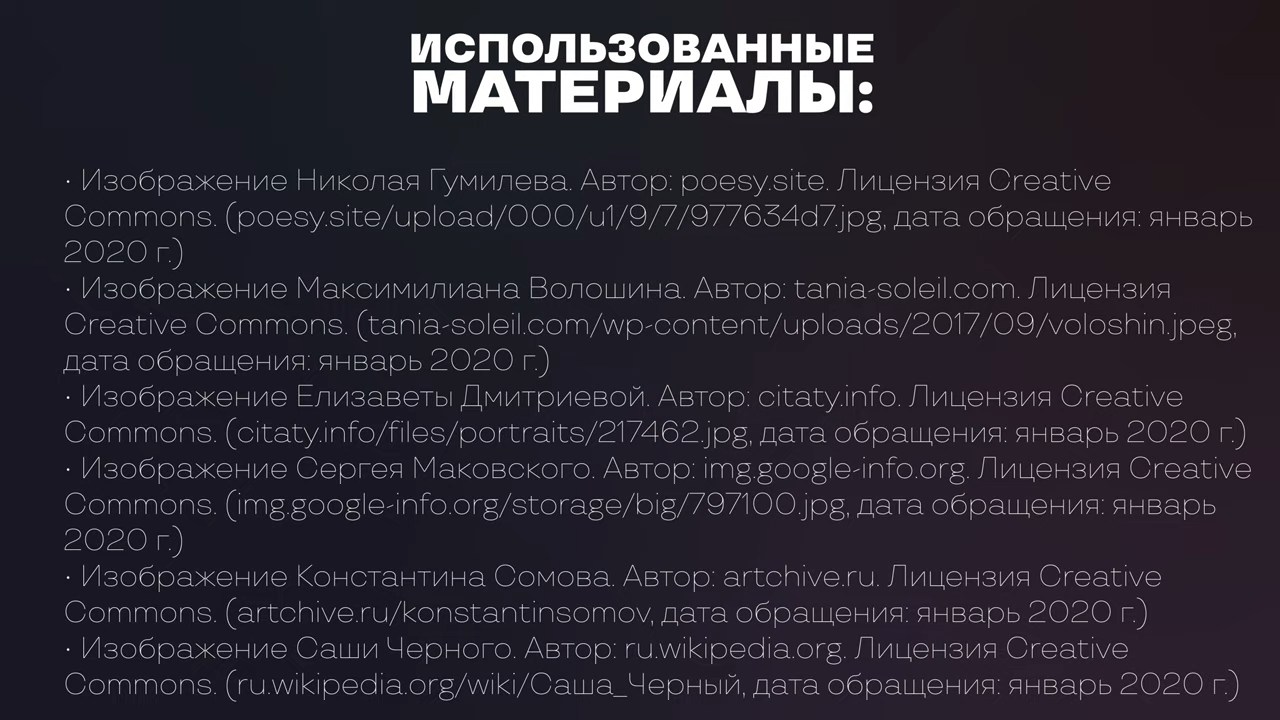 ИСПОЛЬЗОВАННЫЕ
МАТЕРИАЛЫ:
• Изображение Николая Гумилева. Автор: poesy.site. Лицензия Creative
Commons. (poesy.site/upload/000/u1/9/7/977634d7.jpg, дата обращения: январь
2020 г.)
• Изображение Максимилиана Волошина. Автор: tania-soleil.com. Лицензия
Creative Commons. (tania-soleil.com/wp-content/uploads/2017/09/voloshin.jpeg,
дата обращения: январь 2020 г.)
• Изображение Елизаветы Дмитриевой. Автор: citaty.info. Лицензия Creative
Commons. (citaty.info/files/portraits/217462.jpg, дата обращения: январь 2020 г.)
• Изображение Сергея Маковского. Автор: img.google-info.org. Лицензия Creative
Commons. (img.google-info.org/storage/big/797100.jpg, дата обращения: январь
2020 г.)
• Изображение Константина Сомова. Автор: artchive.ru. Лицензия Creative
Commons. (artchive.ru/konstantinsomov, дата обращения: январь 2020 г.)
• Изображение Саши Черного. Автор: ru.wikipedia.org. Лицензия Creative
Commons. (ru.wikipedia.org/wiki/Саша_Черный, дата обращения: январь 2020 г.)